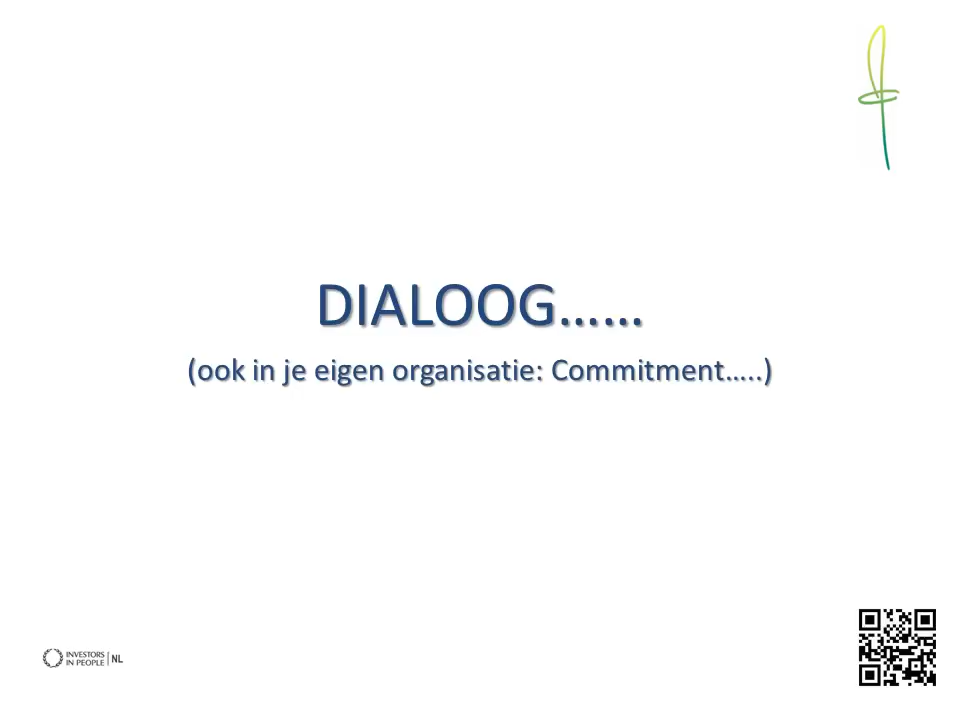 DIALOOG……
(ook in je eigen organisatie: Commitment…..)
INVESTORS
IN PEOPLE | NL